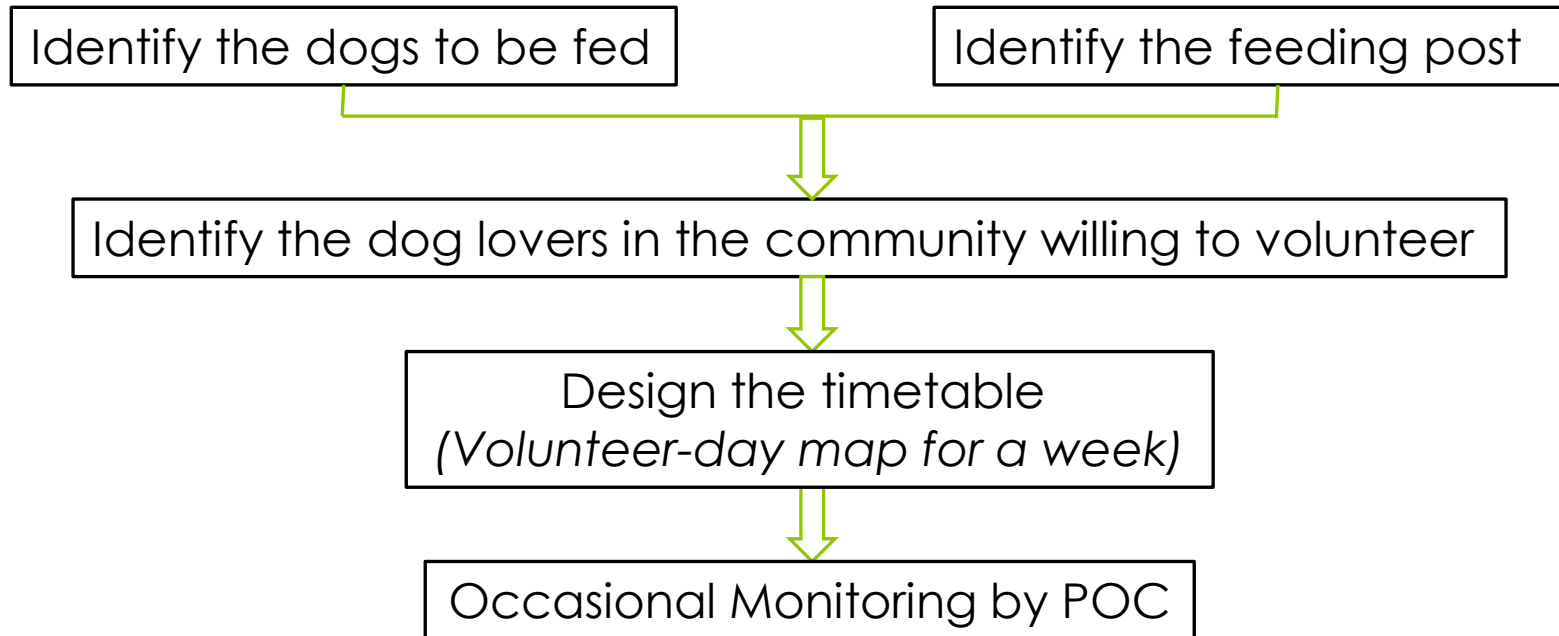 Identify the dogs to be fed
Identify the feeding post
Identify the dog lovers in the community willing to volunteer
Design the timetable
(Volunteer-day map for a week)
Occasional Monitoring by POC